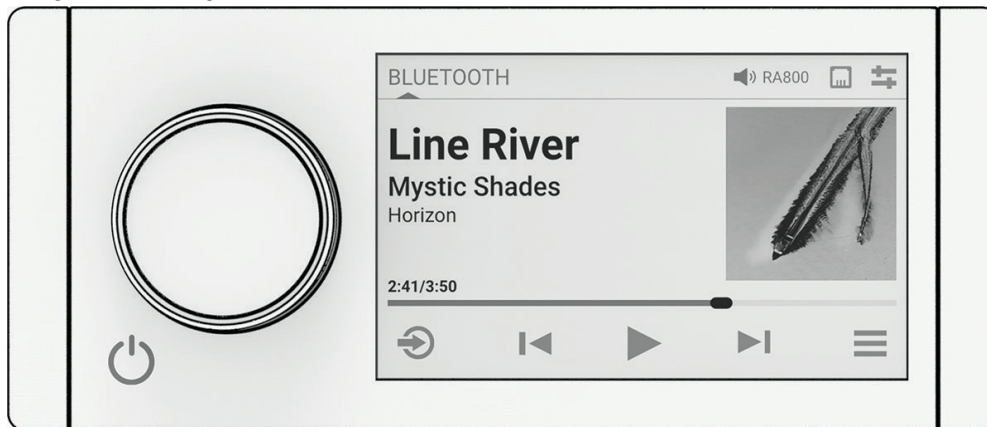 BLUETOOTH
RA800
Line River
Mystic Shades
Horizon
2:41/3:50